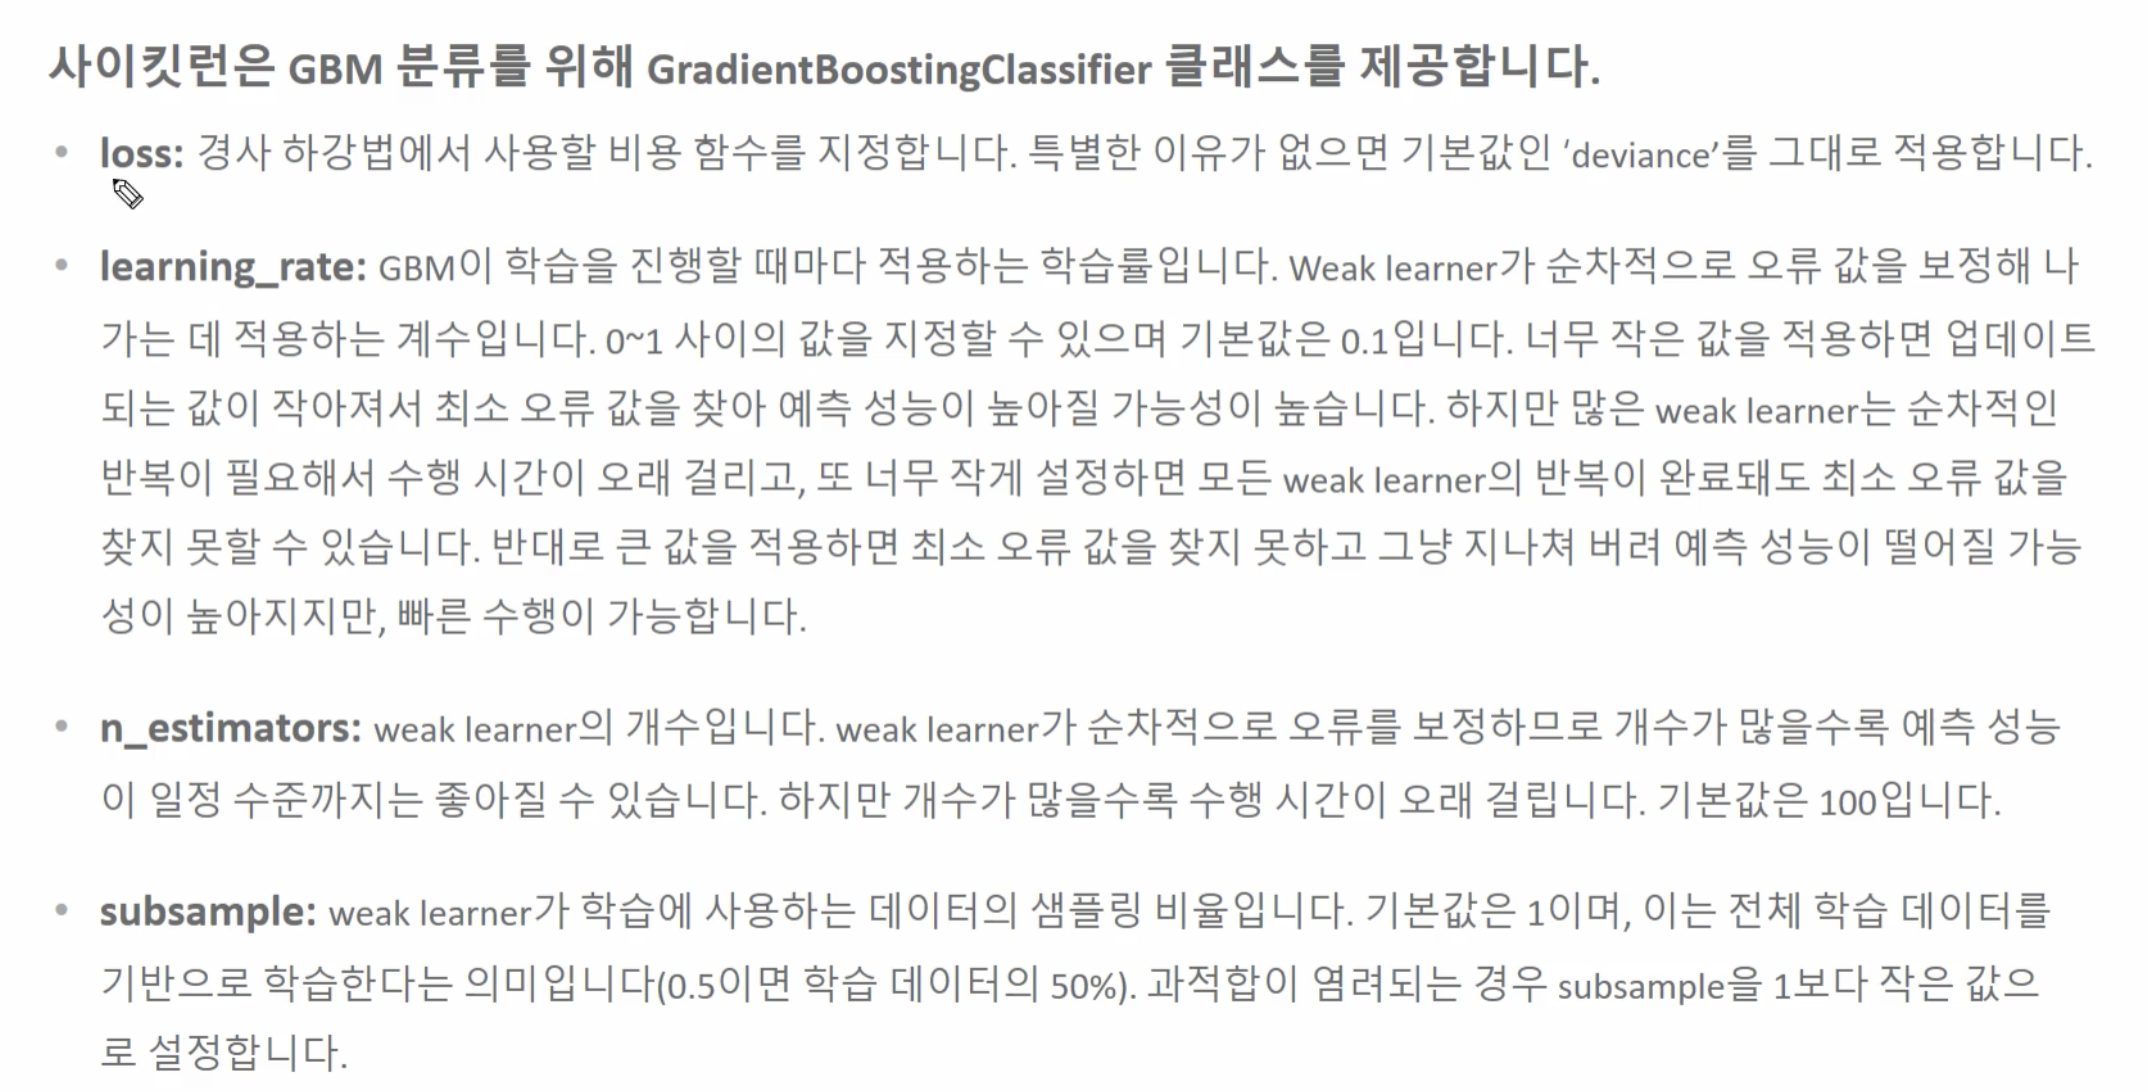 사이킷런은 GBM 분류를 위해 GradientBoostingClassifier 클래스를 제공합니다.
• loss: 경사 하강법에서 사용할 비용 함수를 지정합니다. 특별한 이유가 없으면 기본값인 ‘deviance’를 그대로 적용합니다.
• learning_rate: GBM이 학습을 진행할 때마다 적용하는 학습률입니다. Weak learner가 순차적으로 오류 값을 보정해 나
가는 데 적용하는 계수입니다. 0~1 사이의 값을 지정할 수 있으며 기본값은 0.1입니다. 너무 작은 값을 적용하면 업데이트
되는 값이 작아져서 최소 오류 값을 찾아 예측 성능이 높아질 가능성이 높습니다. 하지만 많은 weak learner는 순차적인
반복이 필요해서 수행 시간이 오래 걸리고, 또 너무 작게 설정하면 모든 weak learner의 반복이 완료돼도 최소 오류 값을
찾지 못할 수 있습니다. 반대로 큰 값을 적용하면 최소 오류 값을 찾지 못하고 그냥 지나쳐 버려 예측 성능이 떨어질 가능
성이 높아지지만, 빠른 수행이 가능합니다.
• n_estimators: weak learner의 개수입니다. weak learner가 순차적으로 오류를 보정하므로 개수가 많을수록 예측 성능
이 일정 수준까지는 좋아질 수 있습니다. 하지만 개수가 많을수록 수행 시간이 오래 걸립니다. 기본값은 100입니다.
• subsample: weak learner가 학습에 사용하는 데이터의 샘플링 비율입니다. 기본값은 1이며, 이는 전체 학습 데이터를
기반으로 학습한다는 의미입니다(0.5이면 학습 데이터의 50%). 과적합이 염려되는 경우 subsample을 1보다 작은 값으
로 설정합니다.